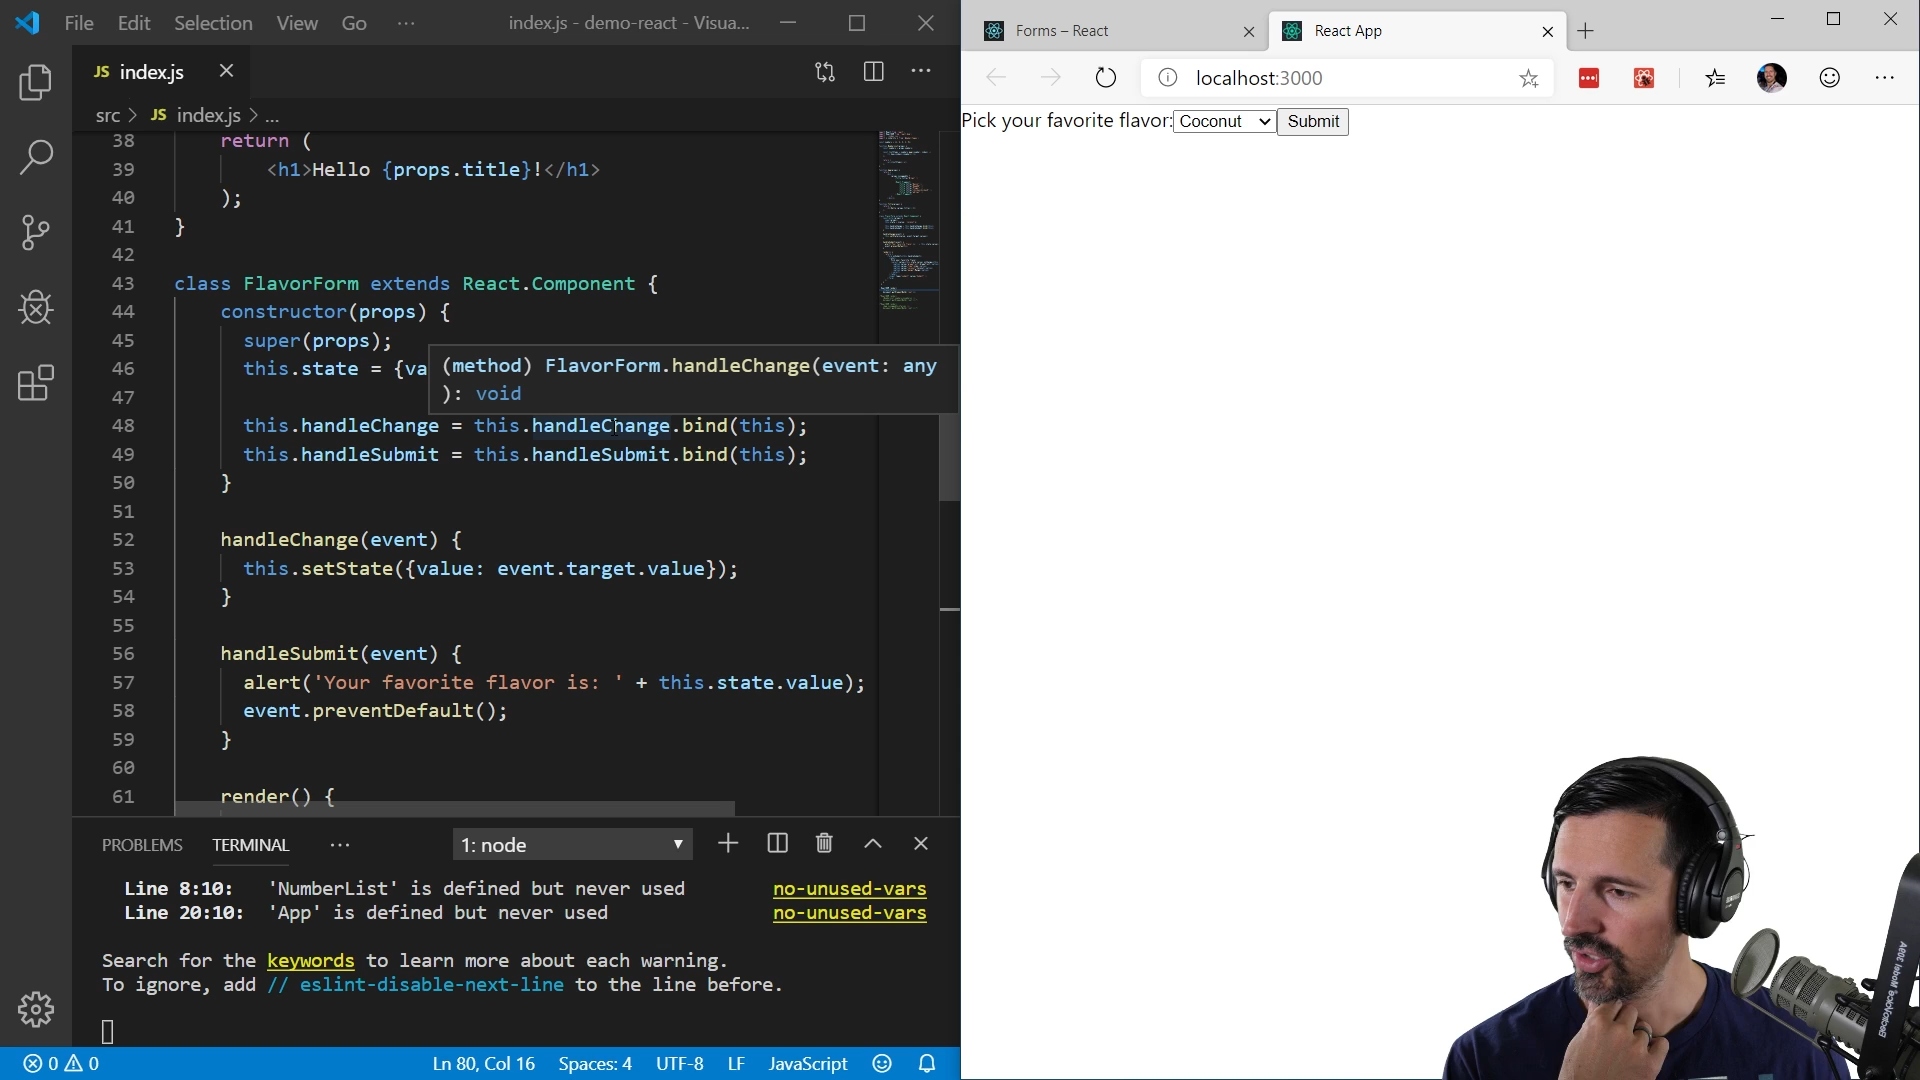 File Edit Selection View Go ··· index.js - demo-react - Visua...
JS index.js
src > JS index.js > ...
38 return (
39 <h1>Hello {props.title}!</h1>
40 );
41 }
42
43 class FlavorForm extends React.Component {
44 constructor(props) {
45 super(props);
46 this.state = {va
(method) FlavorForm.handleChange(event: any
): void
47
48 this.handleChange = this.handleChange.bind(this);
49 this.handleSubmit = this.handleSubmit.bind(this);
50 }
51
52 handleChange(event) {
53 this.setState({value: event.target.value});
54 }
55
56 handleSubmit(event) {
57 alert('Your favorite flavor is: ' + this.state.value);
58 event.preventDefault();
59 }
60
61 render() {
PROBLEMS TERMINAL ··· 1: node
Line 8:10: 'NumberList' is defined but never used no-unused-vars
Line 20:10: 'App' is defined but never used no-unused-vars
Search for the keywords to learn more about each warning.
To ignore, add // eslint-disable-next-line to the line before.
0 0 Ln 80, Col 16 Spaces: 4 UTF-8 LF JavaScript
Forms – React
React App
localhost:3000
Pick your favorite flavor: Coconut Submit